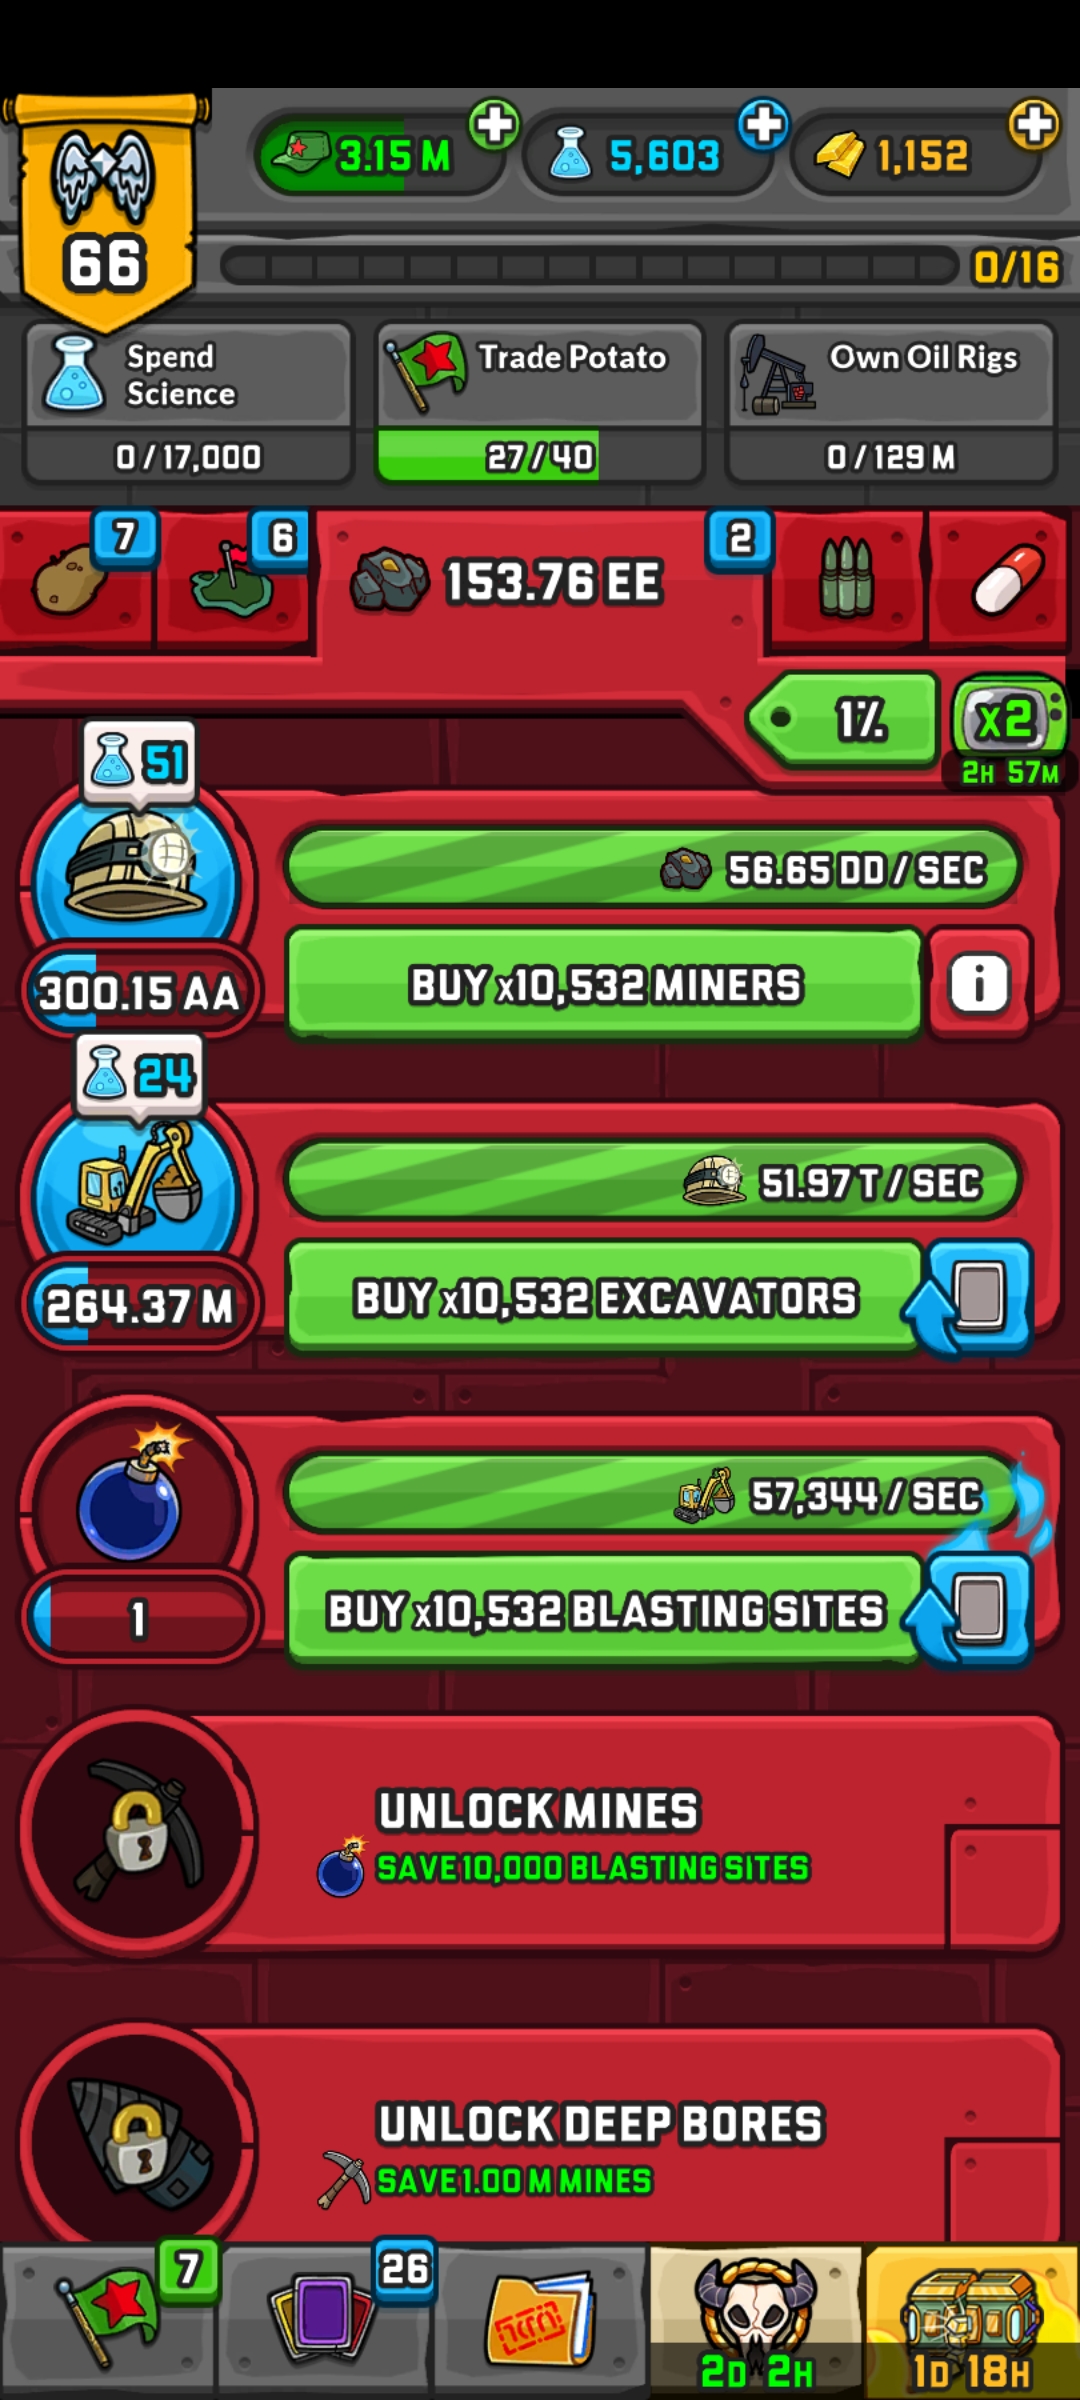 3.15 M
5,603
1,152
66
0/16
Spend
Science
0 / 17,000
Trade Potato
27 / 40
Own Oil Rigs
0 / 129 M
7
6
153.76 EE
2
1%
x2
2H 57M
51
56.65 DD / SEC
300.15 AA
BUY x10,532 MINERS
i
24
51.97 T / SEC
264.37 M
BUY x10,532 EXCAVATORS
57,344 / SEC
1
BUY x10,532 BLASTING SITES
UNLOCK MINES
SAVE 10,000 BLASTING SITES
UNLOCK DEEP BORES
SAVE 1.00 M MINES
7
26
2D 2H
1D 18H